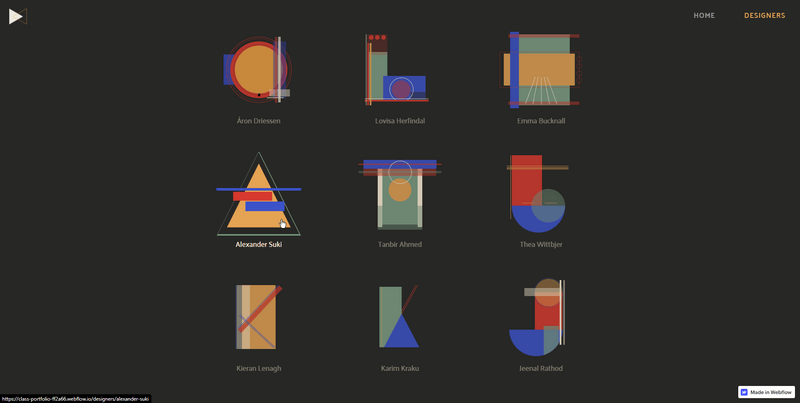 HOME DESIGNERS
Áron Driessen Lovisa Herfindal Emma Bucknall
Alexander Suki Tanbir Ahmed Thea Wittbjer
Kieran Lenagh Karim Kraku Jeenal Rathod
Made in Webflow
https://class-portfolio-ff2a66.webflow.io/designers/alexander-suki